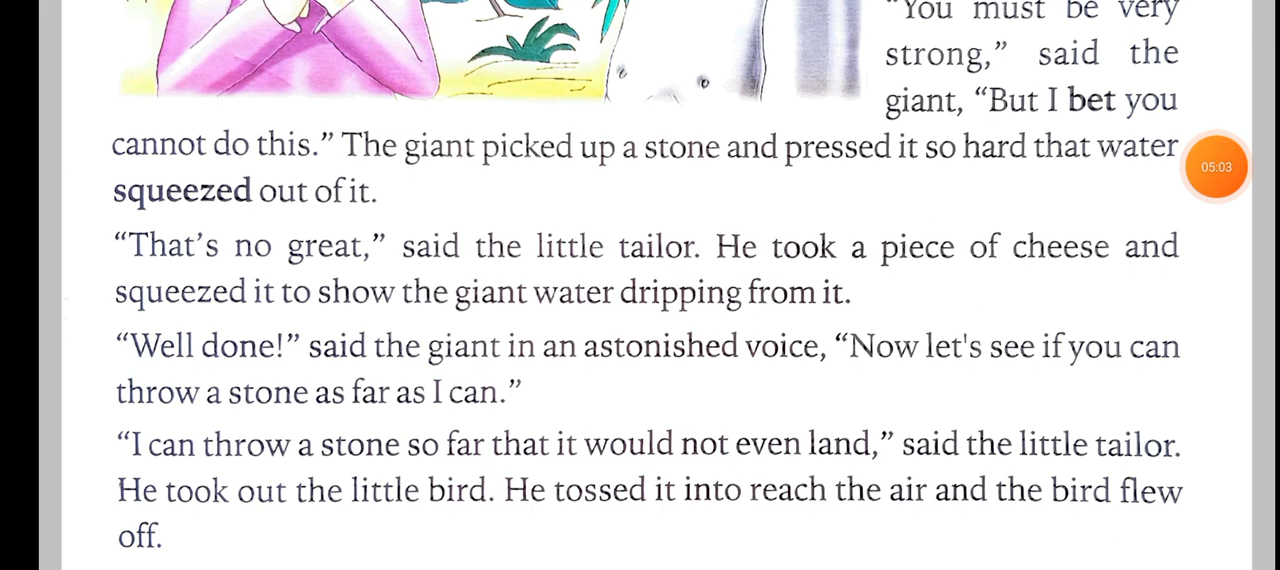 "You must be very
strong," said the
giant, "But I bet you
cannot do this." The giant picked up a stone and pressed it so hard that water
squeezed out of it.
"That's no great," said the little tailor. He took a piece of cheese and
squeezed it to show the giant water dripping from it.
"Well done!" said the giant in an astonished voice, "Now let's see if you can
throw a stone as far as I can."
"I can throw a stone so far that it would not even land," said the little tailor.
He took out the little bird. He tossed it into reach the air and the bird flew
off.
05:03